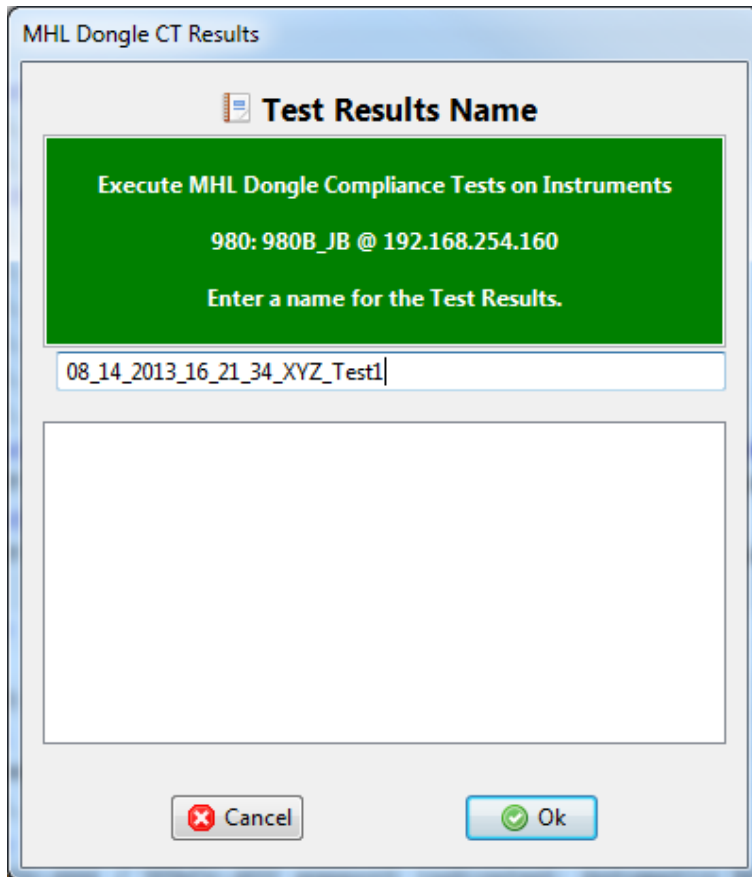 MHL Dongle CT Results
Test Results Name
Execute MHL Dongle Compliance Tests on Instruments
980: 980B_JB @ 192.168.254.160
Enter a name for the Test Results.
08_14_2013_16_21_34_XYZ_Test1
Cancel
Ok